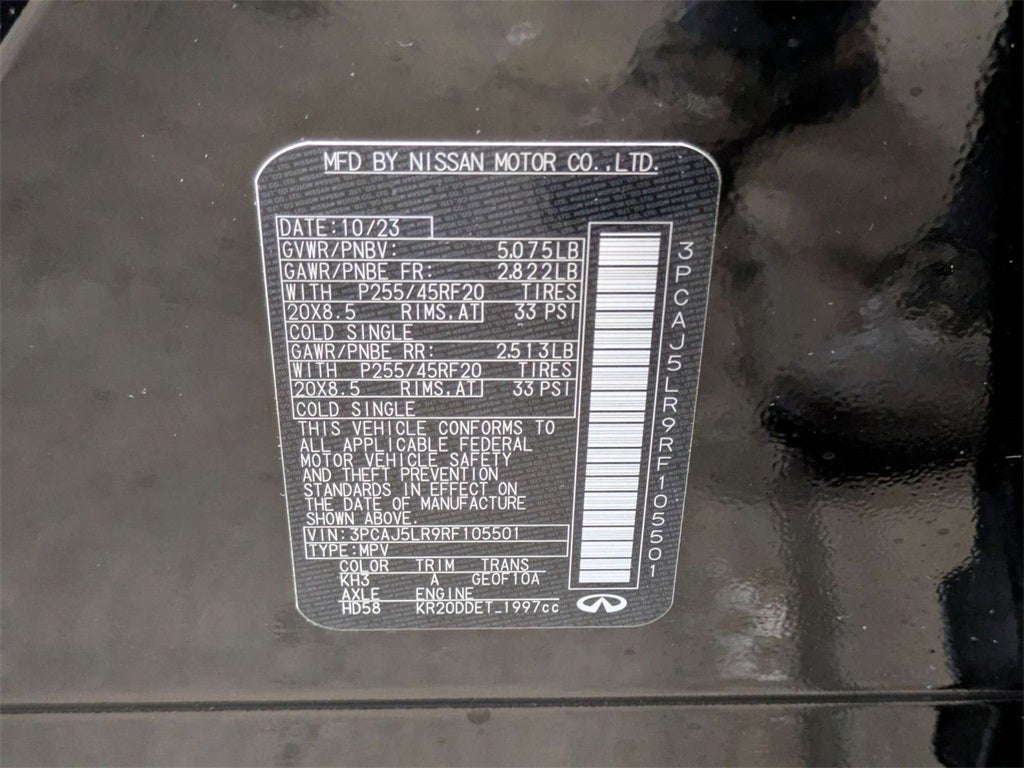 MFD BY NISSAN MOTOR CO.,LTD.
DATE:10/23
GVWR/PNBV: 5.075LB
GAWR/PNBE FR: 2.822LB
WITH P255/45RF20 TIRES
20X8.5 RIMS.AT 33 PSI
COLD SINGLE
GAWR/PNBE RR: 2.513LB
WITH P255/45RF20 TIRES
20X8.5 RIMS.AT 33 PSI
COLD SINGLE
THIS VEHICLE CONFORMS TO
ALL APPLICABLE FEDERAL
MOTOR VEHICLE SAFETY
AND THEFT PREVENTION
STANDARDS IN EFFECT ON
THE DATE OF MANUFACTURE
SHOWN ABOVE.
VIN:3PCAJ5LR9RF105501
TYPE:MPV
COLOR TRIM TRANS
KH3 A GE0F10A
AXLE ENGINE
HD58 KR20DDET_1997cc
3PCAJ5LR9RF105501